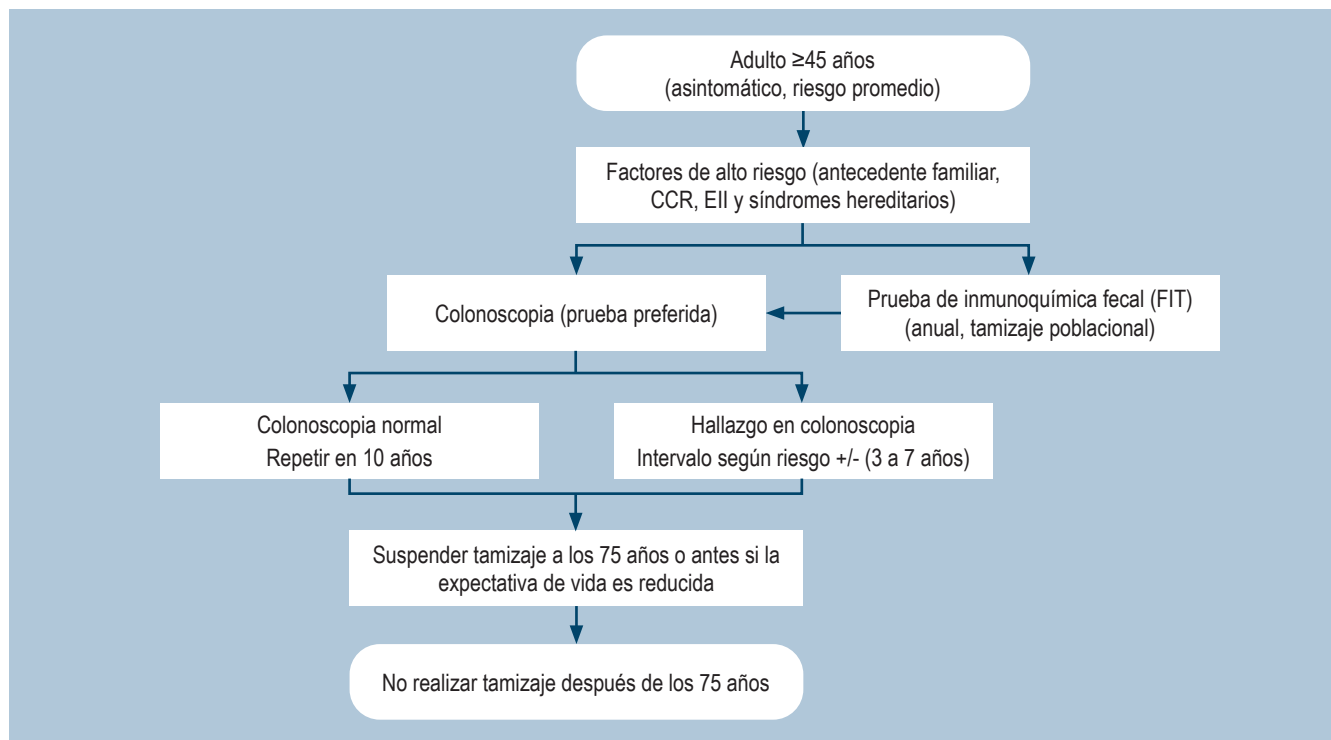 Adulto ≥45 años
(asintomático, riesgo promedio)
Factores de alto riesgo (antecedente familiar,
CCR, EII y síndromes hereditarios)
Colonoscopia (prueba preferida)
Prueba de inmunoquímica fecal (FIT)
(anual, tamizaje poblacional)
Colonoscopia normal
Repetir en 10 años
Hallazgo en colonoscopia
Intervalo según riesgo +/- (3 a 7 años)
Suspender tamizaje a los 75 años o antes si la
expectativa de vida es reducida
No realizar tamizaje después de los 75 años